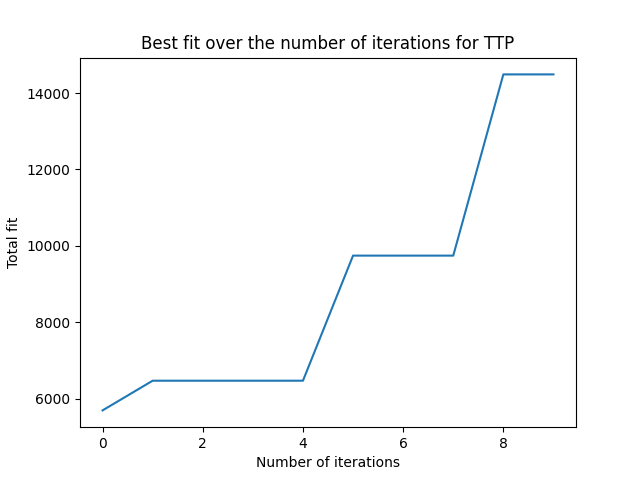 Best fit over the number of iterations for TTP
14000
12000
10000
8000
6000
Total fit
0 2 4 6 8
Number of iterations